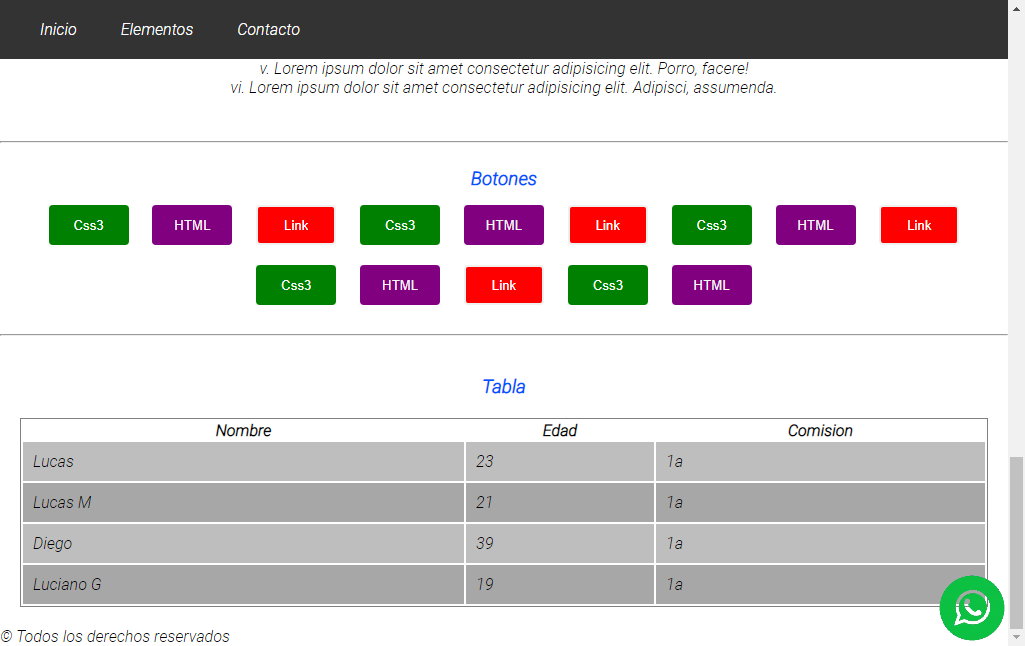 Inicio Elementos Contacto
v. Lorem ipsum dolor sit amet consectetur adipisicing elit. Porro, facere!
vi. Lorem ipsum dolor sit amet consectetur adipisicing elit. Adipisci, assumenda.
Botones
Css3 HTML Link Css3 HTML Link Css3 HTML Link
Css3 HTML Link Css3 HTML
Tabla
Nombre Edad Comision
Lucas 23 1a
Lucas M 21 1a
Diego 39 1a
Luciano G 19 1a
© Todos los derechos reservados